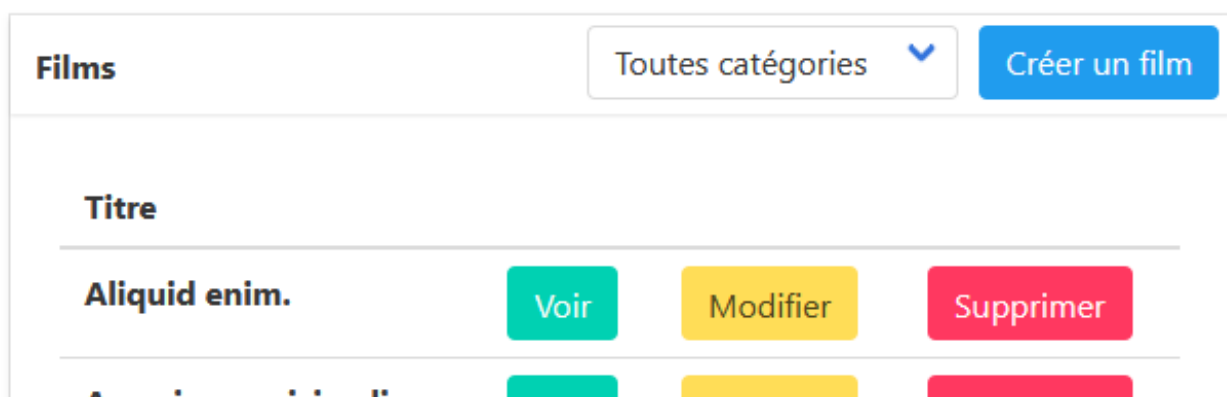 Films Toutes catégories Créer un film
Titre
Aliquid enim. Voir Modifier Supprimer